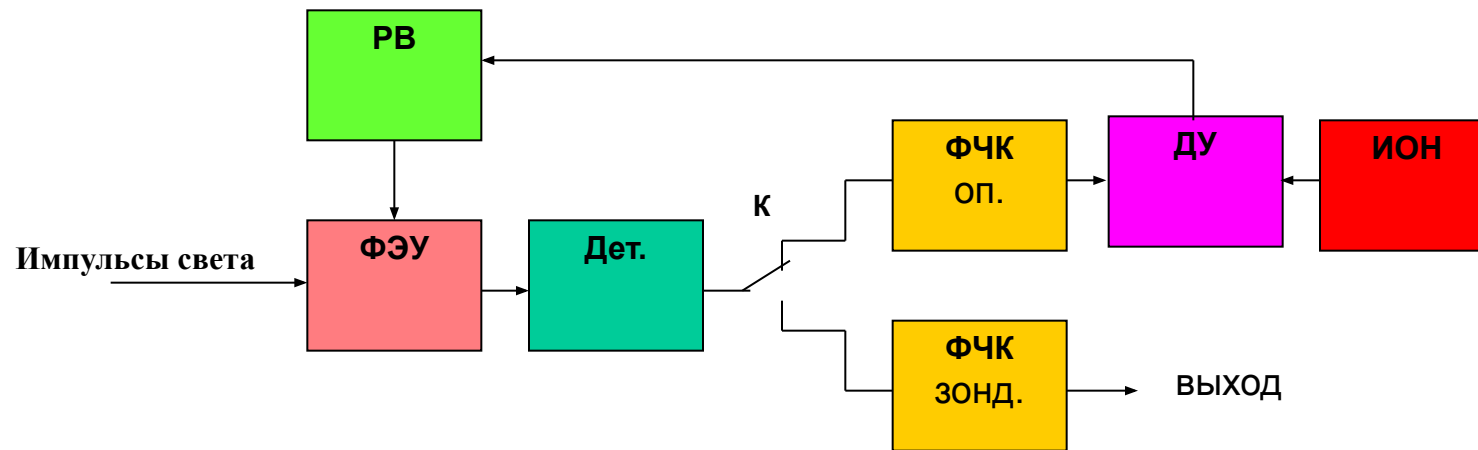 РВ
ФЧК
оп.
ДУ
ИОН
К
Импульсы света
ФЭУ
Дет.
ФЧК
зонд.
выход